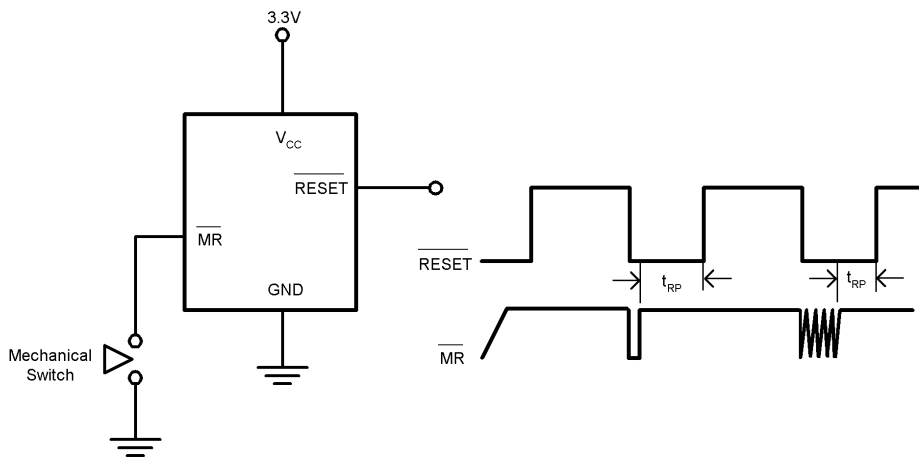 3.3V
VCC
RESET
MR
GND
Mechanical
Switch
RESET
tRP
tRP
MR